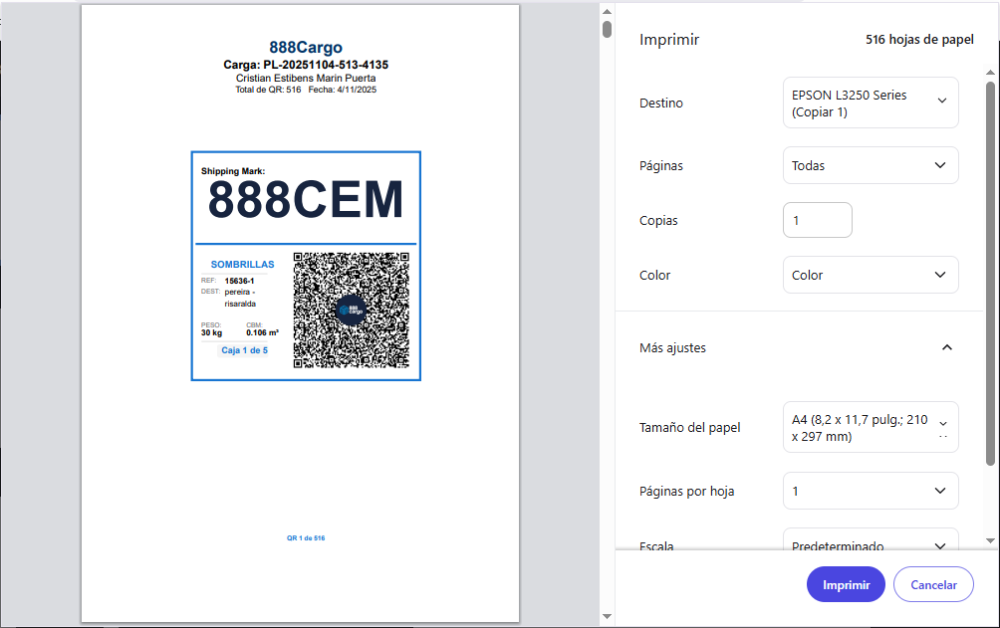 888Cargo
Carga: PL-20251104-513-4135
Cristian Estibens Marin Puerta
Total de QR: 516 Fecha: 4/11/2025
Shipping Mark:
888CEM
SOMBRILLAS
REF: 15636-1
DEST: pereira -
risaralda
PESO: CBM:
30 kg 0.106 m³
Caja 1 de 5
888
cargo
QR 1 de 516
Imprimir 516 hojas de papel
Destino
EPSON L3250 Series
(Copiar 1)
Páginas Todas
Copias 1
Color Color
Más ajustes
Tamaño del papel
A4 (8,2 x 11,7 pulg.; 210
x 297 mm)
Páginas por hoja 1
Escala Predeterminado
Imprimir Cancelar